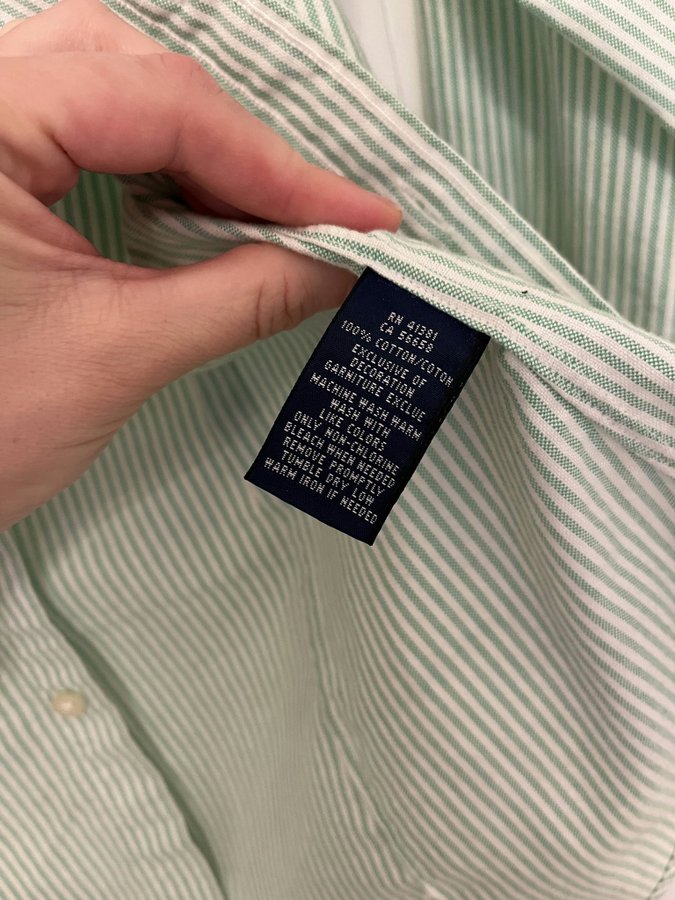 RN 41381
CA 56658
100% COTTON/COTON
EXCLUSIVE OF
DECORATION
GARNITURE EXCLUE
MACHINE WASH WARM
WASH WITH
LIKE COLORS
ONLY NON-CHLORINE
BLEACH WHEN NEEDED
REMOVE PROMPTLY
TUMBLE DRY LOW
WARM IRON IF NEEDED